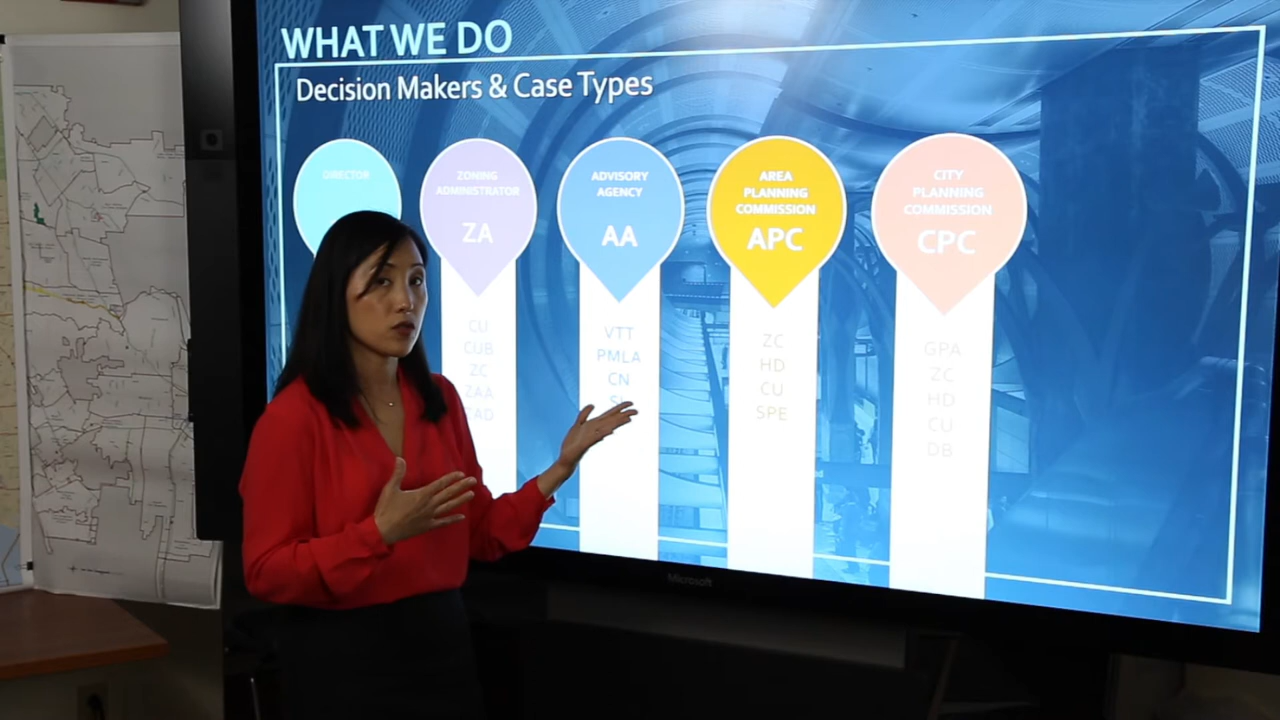 WHAT WE DO
Decision Makers & Case Types
DIRECTOR
ZONING
ADMINISTRATOR
ZA
CU
CUB
ZC
ZAA
ADVISORY
AGENCY
AA
VTT
PMLA
CN
AREA
PLANNING
COMMISSION
APC
ZC
HD
CU
SPE
CITY
PLANNING
COMMISSION
CPC
GPA
ZC
HD
CU
DB
Microsoft